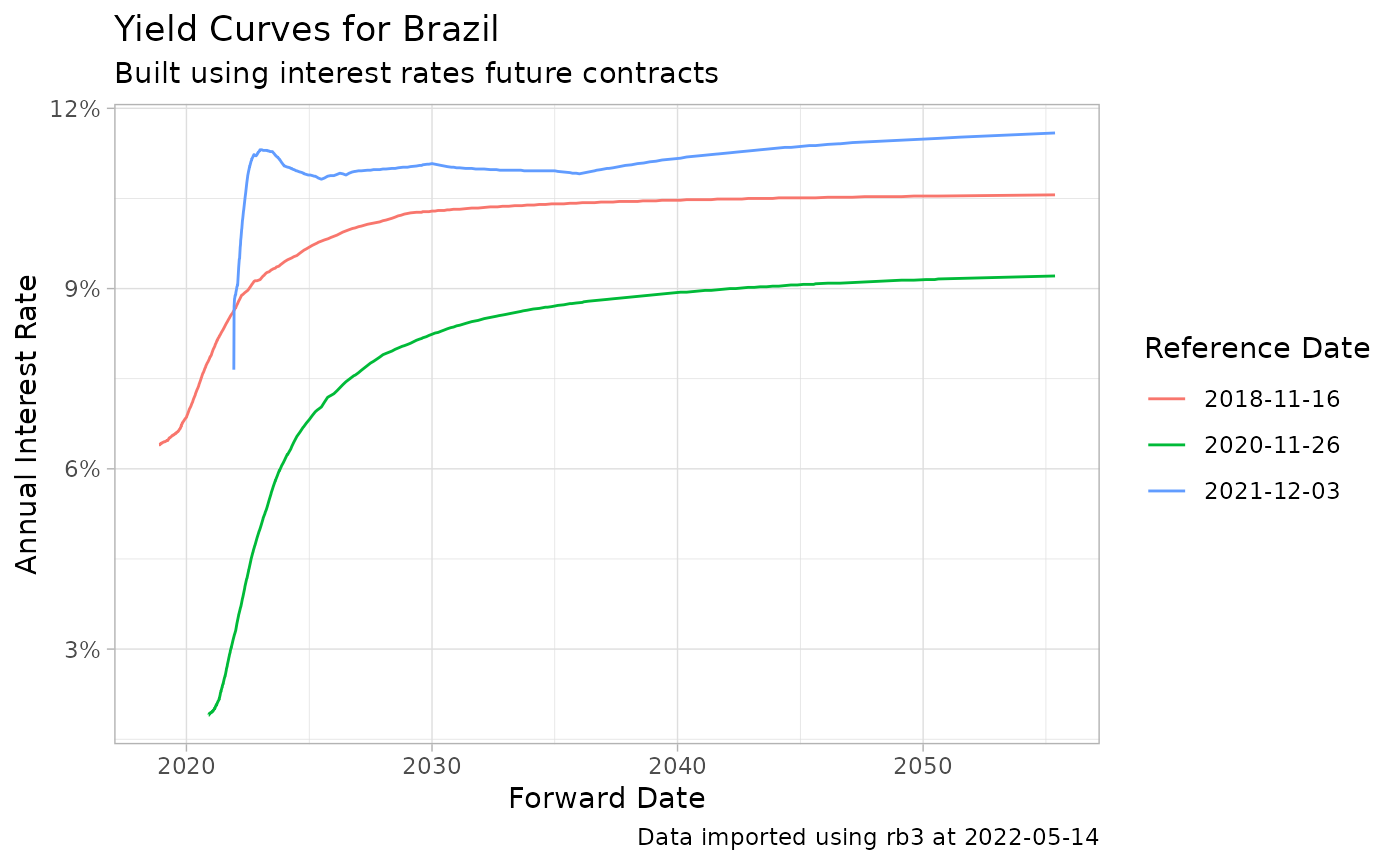 Yield Curves for Brazil
Built using interest rates future contracts
12%
9%
6%
3%
Annual Interest Rate
2020
2030
2040
2050
Forward Date
Reference Date
2018-11-16
2020-11-26
2021-12-03
Data imported using rb3 at 2022-05-14